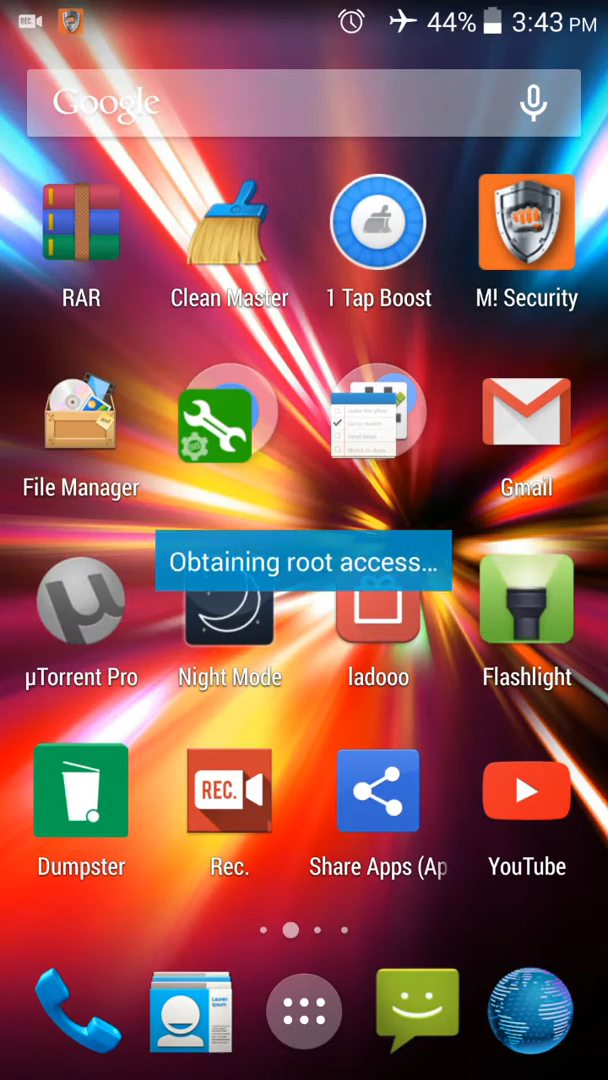 REC.
44% 3:43 PM
Google
RAR
Clean Master
1 Tap Boost
M! Security
File Manager
Gmail
Obtaining root access...
µTorrent Pro
Night Mode
ladooo
Flashlight
REC.
Dumpster
Rec.
Share Apps (Ap
YouTube